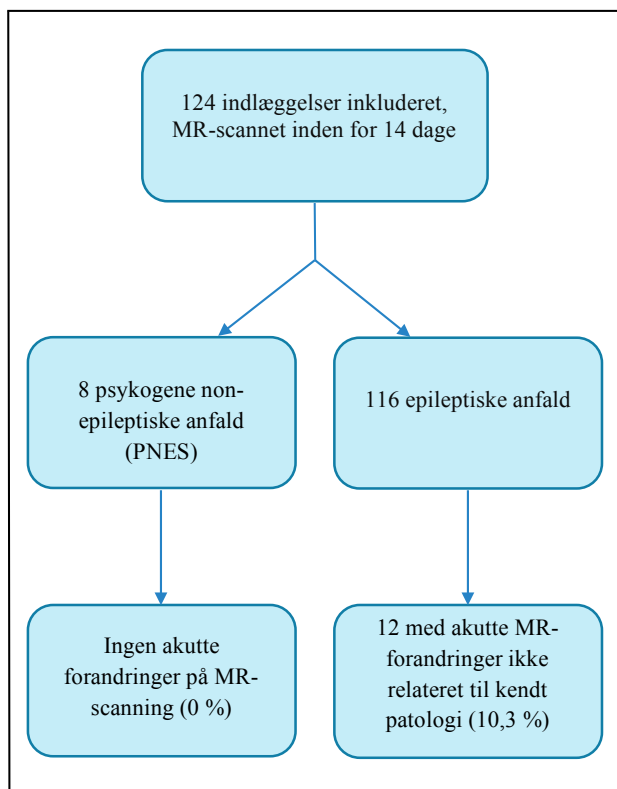 124 indlæggelser inkluderet,
MR-scannet inden for 14 dage
8 psykogene non-
epileptiske anfald
(PNES)
116 epileptiske anfald
Ingen akutte
forandringer på MR-
scanning (0 %)
12 med akutte MR-
forandringer ikke
relateret til kendt
patologi (10,3 %)